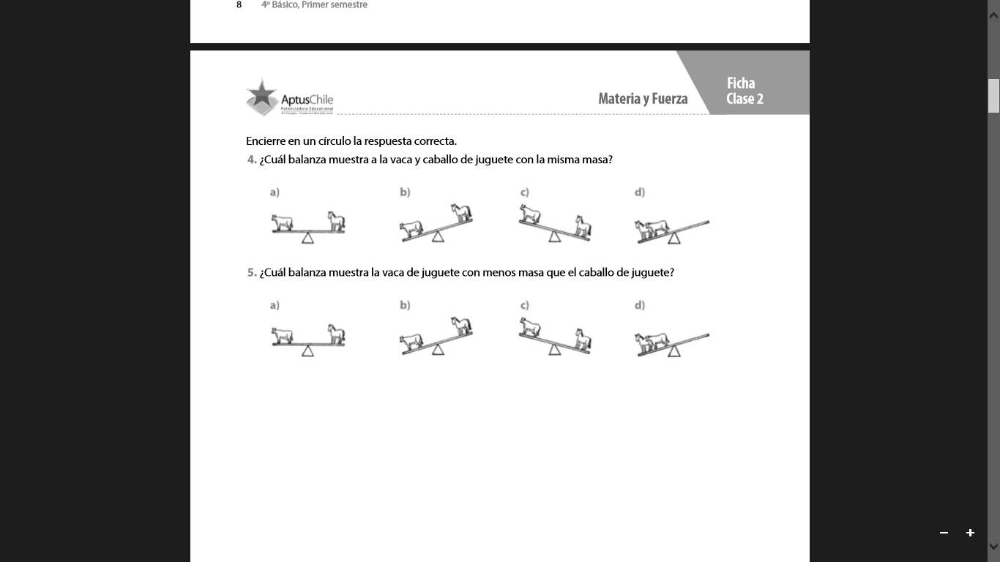 8 4º Básico, Primer semestre
AptusChile
Potenciadora Educacional
Materia y Fuerza
Ficha
Clase 2
Encierre en un círculo la respuesta correcta.
4. ¿Cuál balanza muestra a la vaca y caballo de juguete con la misma masa?
a) b) c) d)
5. ¿Cuál balanza muestra la vaca de juguete con menos masa que el caballo de juguete?
a) b) c) d)